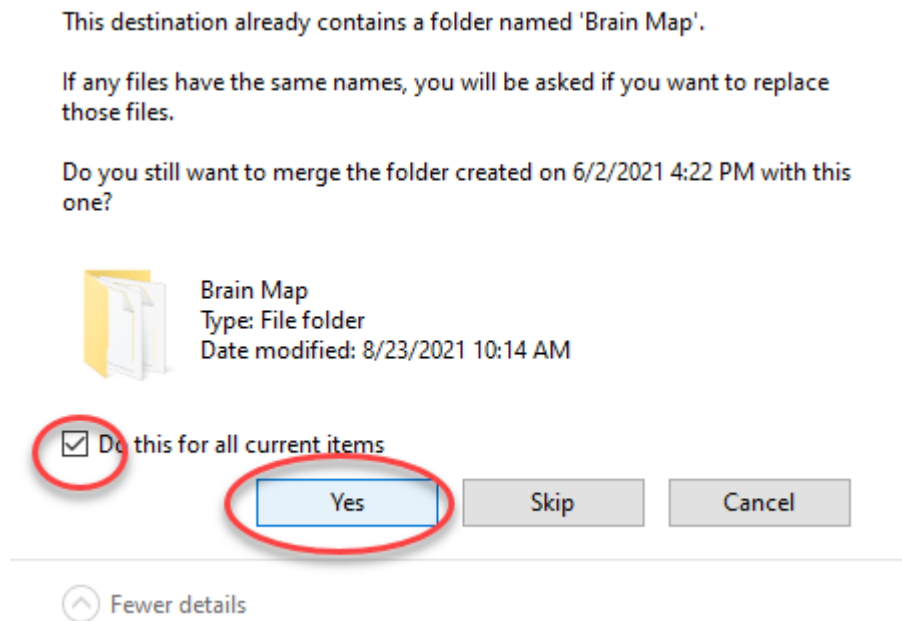 This destination already contains a folder named 'Brain Map'.
If any files have the same names, you will be asked if you want to replace
those files.
Do you still want to merge the folder created on 6/2/2021 4:22 PM with this
one?
Brain Map
Type: File folder
Date modified: 8/23/2021 10:14 AM
Do this for all current items
Yes
Skip
Cancel
Fewer details